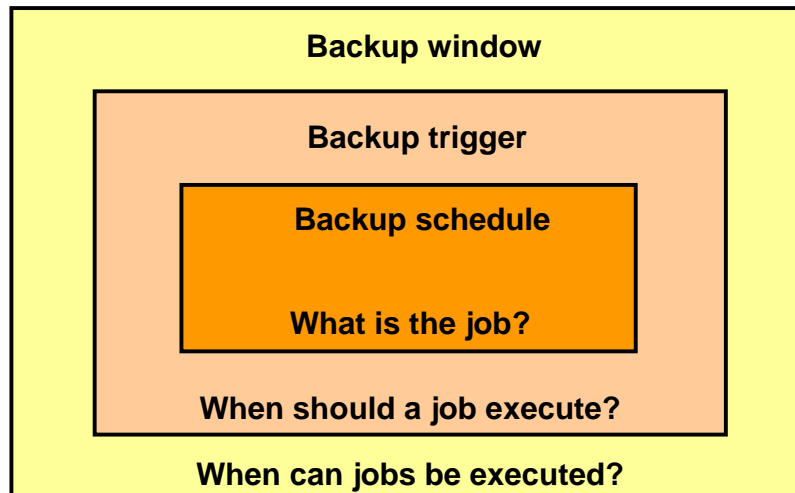 Backup window
Backup trigger
Backup schedule
What is the job?
When should a job execute?
When can jobs be executed?